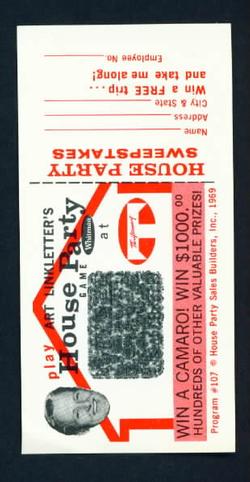 HOUSE PARTY
SWEEPSTAKES
Name
Address
City & State
Win a FREE trip . . .
and take me along!
Employee No.
play ART LINKLETTER'S
House Party
Whitman
GAME
at
WIN A CAMARO! WIN $1000.00
HUNDREDS OF OTHER VALUABLE PRIZES!
Program #107 © House Party Sales Builders, Inc., 1969